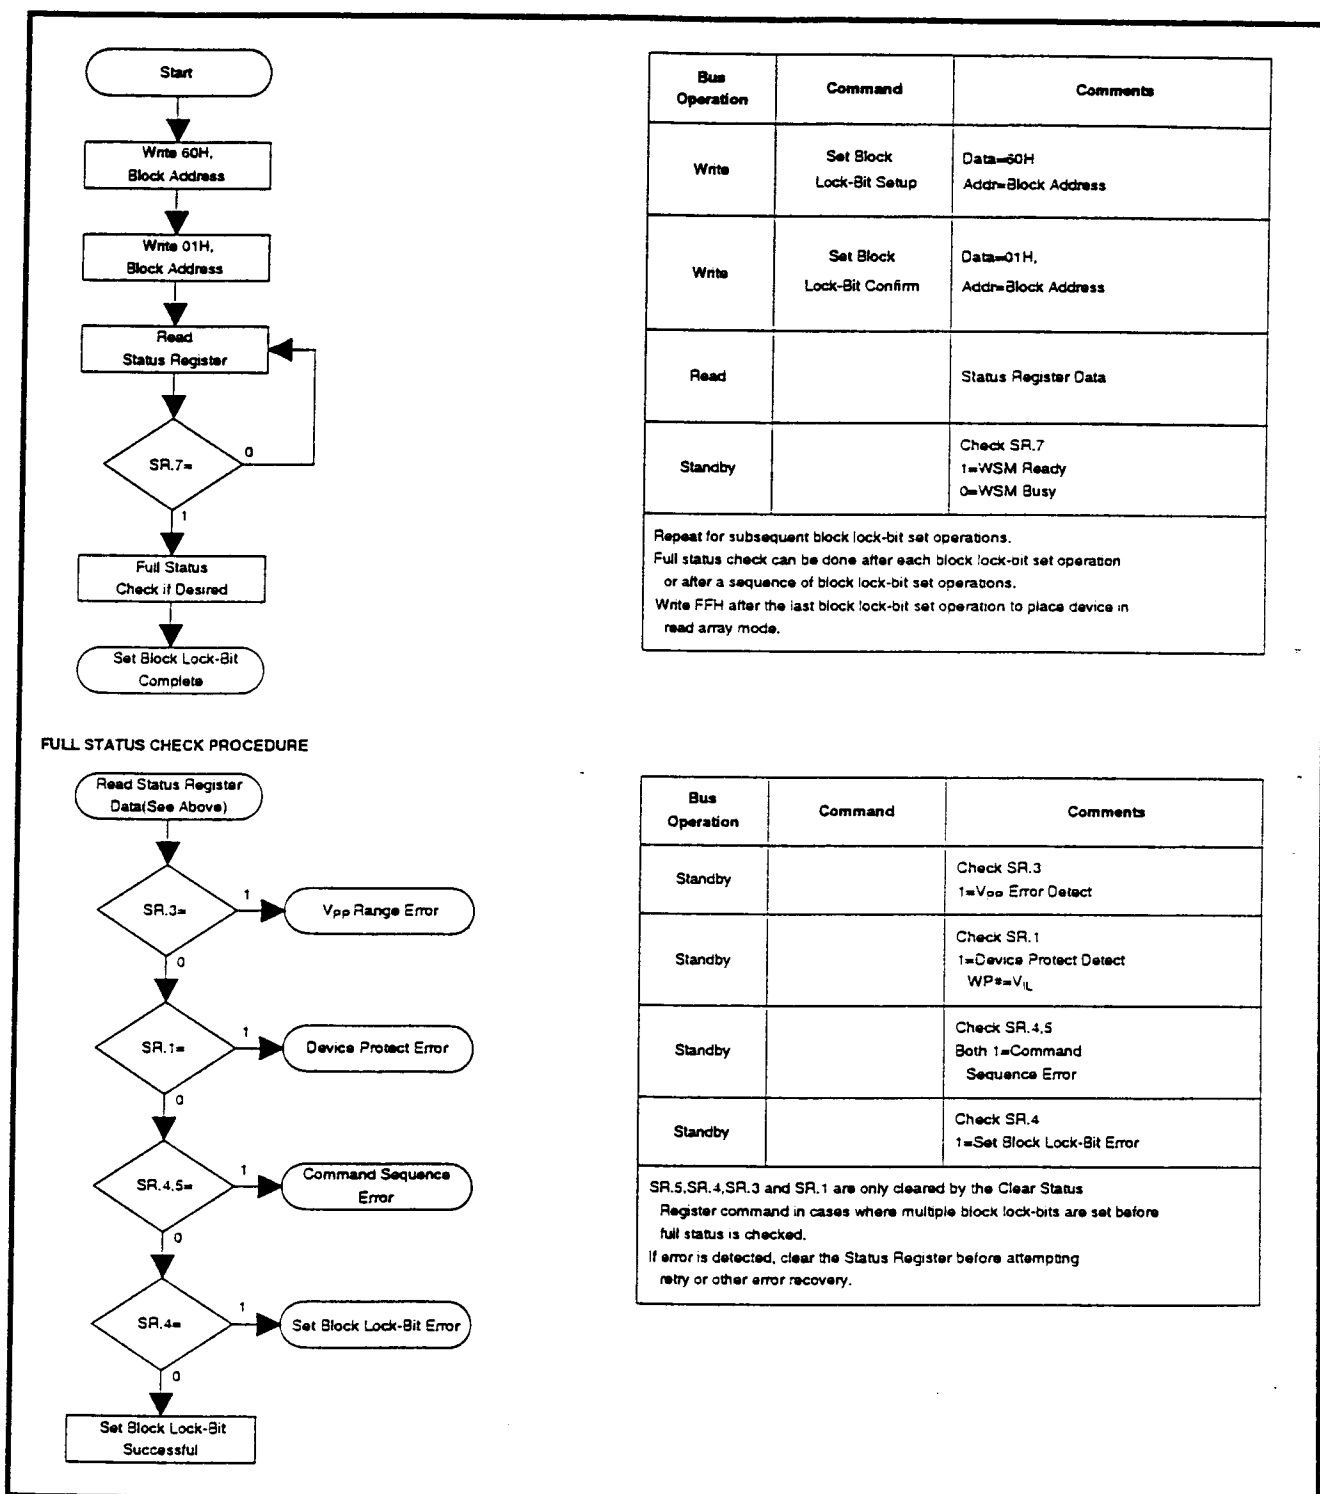 Start
Write 60H,
Block Address
Write 01H,
Block Address
Read
Status Register
SR.7=
0
1
Full Status
Check if Desired
Set Block Lock-Bit
Complete
Bus
Operation
Command
Comments
Write
Set Block
Lock-Bit Setup
Data=60H
Addr=Block Address
Write
Set Block
Lock-Bit Confirm
Data=01H,
Addr=Block Address
Read
Status Register Data
Standby
Check SR.7
1=WSM Ready
0=WSM Busy
Repeat for subsequent block lock-bit set operations.
Full status check can be done after each block lock-bit set operation
or after a sequence of block lock-bit set operations.
Write FFH after the last block lock-bit set operation to place device in
read array mode.
FULL STATUS CHECK PROCEDURE
Read Status Register
Data(See Above)
SR.3=
1
VPP Range Error
0
SR.1=
1
Device Protect Error
0
SR.4,5=
1
Command Sequence
Error
0
SR.4=
1
Set Block Lock-Bit Error
0
Set Block Lock-Bit
Successful
Bus
Operation
Command
Comments
Standby
Check SR.3
1=VPP Error Detect
Standby
Check SR.1
1=Device Protect Detect
WP#=VIL
Standby
Check SR.4,5
Both 1=Command
Sequence Error
Standby
Check SR.4
1=Set Block Lock-Bit Error
SR.5,SR.4,SR.3 and SR.1 are only cleared by the Clear Status
Register command in cases where multiple block lock-bits are set before
full status is checked.
If error is detected, clear the Status Register before attempting
retry or other error recovery.